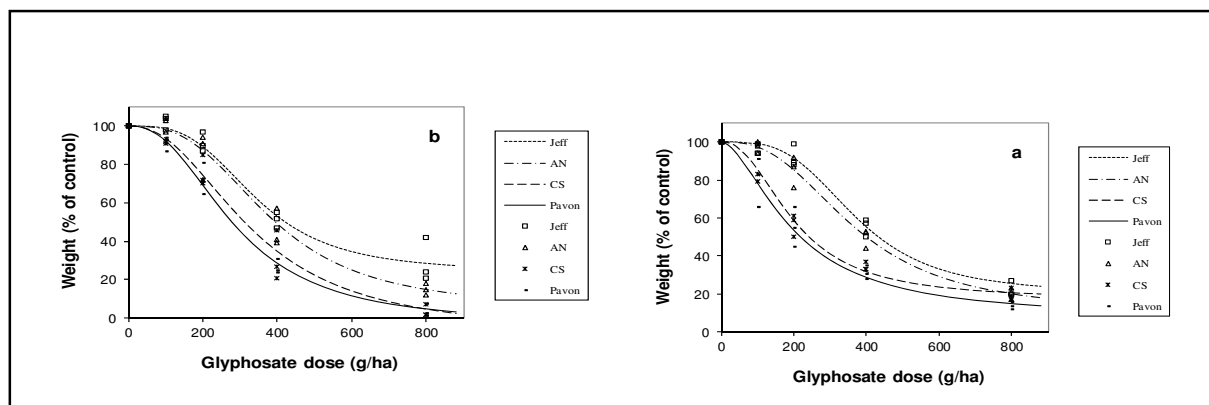 b
Weight (% of control)
100
80
60
40
20
0
0 200 400 600 800
Glyphosate dose (g/ha)
Jeff
AN
CS
Pavon
Jeff
AN
CS
Pavon
a
Weight (% of control)
100
80
60
40
20
0
0 200 400 600 800
Glyphosate dose (g/ha)
Jeff
AN
CS
Pavon
Jeff
AN
CS
Pavon